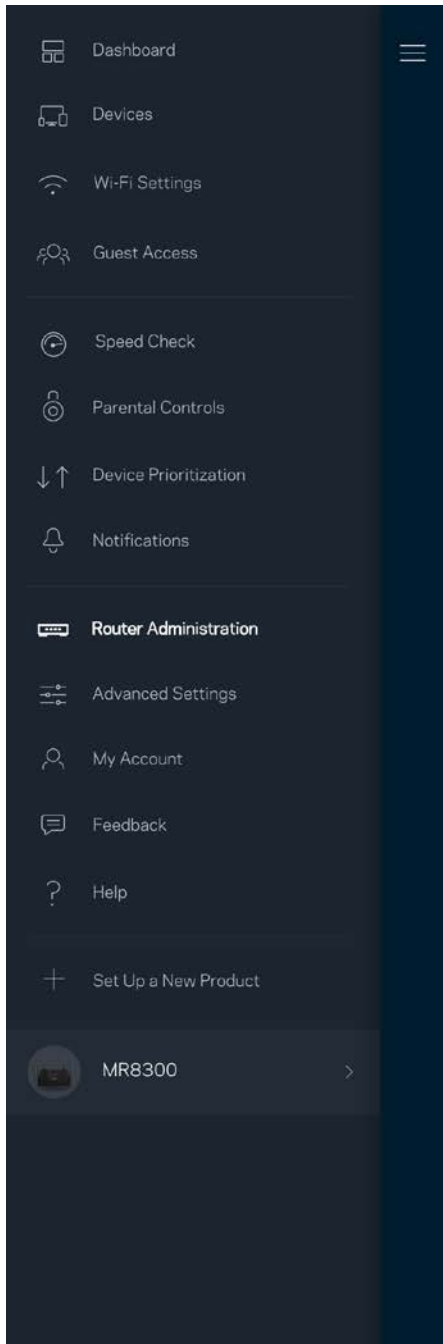 Dashboard
Devices
Wi-Fi Settings
Guest Access
Speed Check
Parental Controls
Device Prioritization
Notifications
Router Administration
Advanced Settings
My Account
Feedback
Help
Set Up a New Product
MR8300